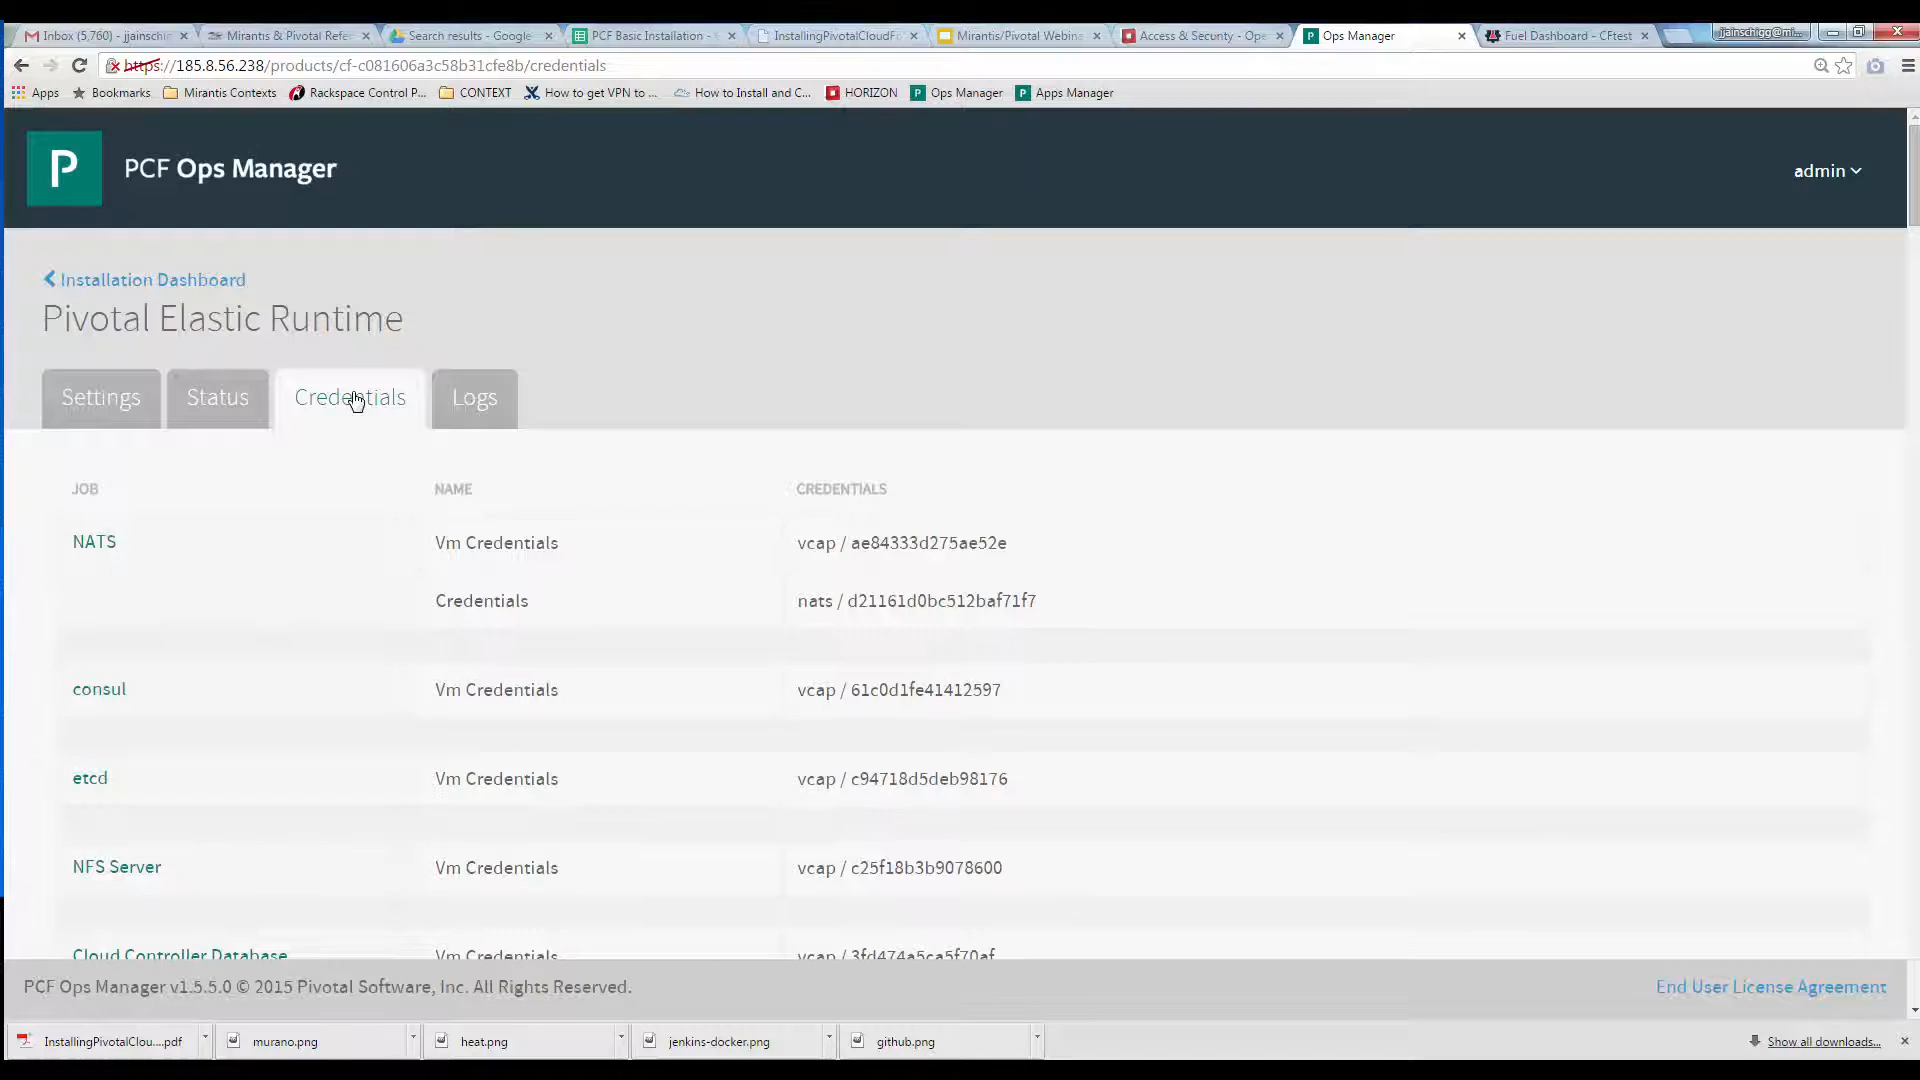 Inbox (5,760) - jjainschi
Mirantis & Pivotal Refe
Search results - Google
PCF Basic Installation -
InstallingPivotalCloudFo
Mirantis/Pivotal Webina
Access & Security - Ope
Ops Manager
Fuel Dashboard - CFtest
jjainschigg@mi...
https://185.8.56.238/products/cf-c081606a3c58b31cfe8b/credentials
Apps
Bookmarks
Mirantis Contexts
Rackspace Control P...
CONTEXT
How to get VPN to ...
How to Install and C...
HORIZON
Ops Manager
Apps Manager
P
PCF Ops Manager
admin
Installation Dashboard
Pivotal Elastic Runtime
Settings
Status
Credentials
Logs
JOB NAME CREDENTIALS
NATS Vm Credentials vcap / ae84333d275ae52e
Credentials nats / d21161d0bc512baf71f7
consul Vm Credentials vcap / 61c0d1fe41412597
etcd Vm Credentials vcap / c94718d5deb98176
NFS Server Vm Credentials vcap / c25f18b3b9078600
Cloud Controller Database Vm Credentials vcap / 3fd474a5ca5f70af
PCF Ops Manager v1.5.5.0 © 2015 Pivotal Software, Inc. All Rights Reserved.
End User License Agreement
InstallingPivotalClou....pdf
murano.png
heat.png
jenkins-docker.png
github.png
Show all downloads...